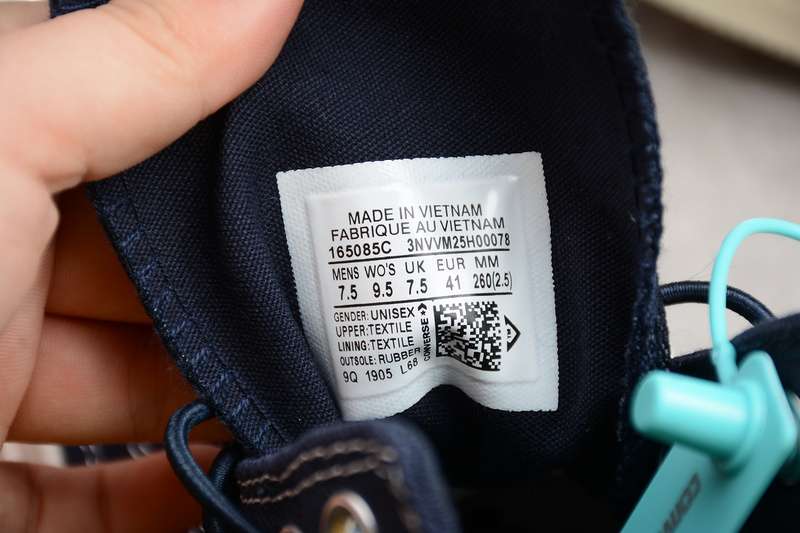 MADE IN VIETNAM
FABRIQUE AU VIETNAM
165085C 3NVVM25H00078
MENS WO'S UK EUR MM
7.5 9.5 7.5 41 260(2.5)
GENDER: UNISEX
UPPER: TEXTILE
LINING: TEXTILE
OUTSOLE: RUBBER
9Q 1905 L68
CONVERSE